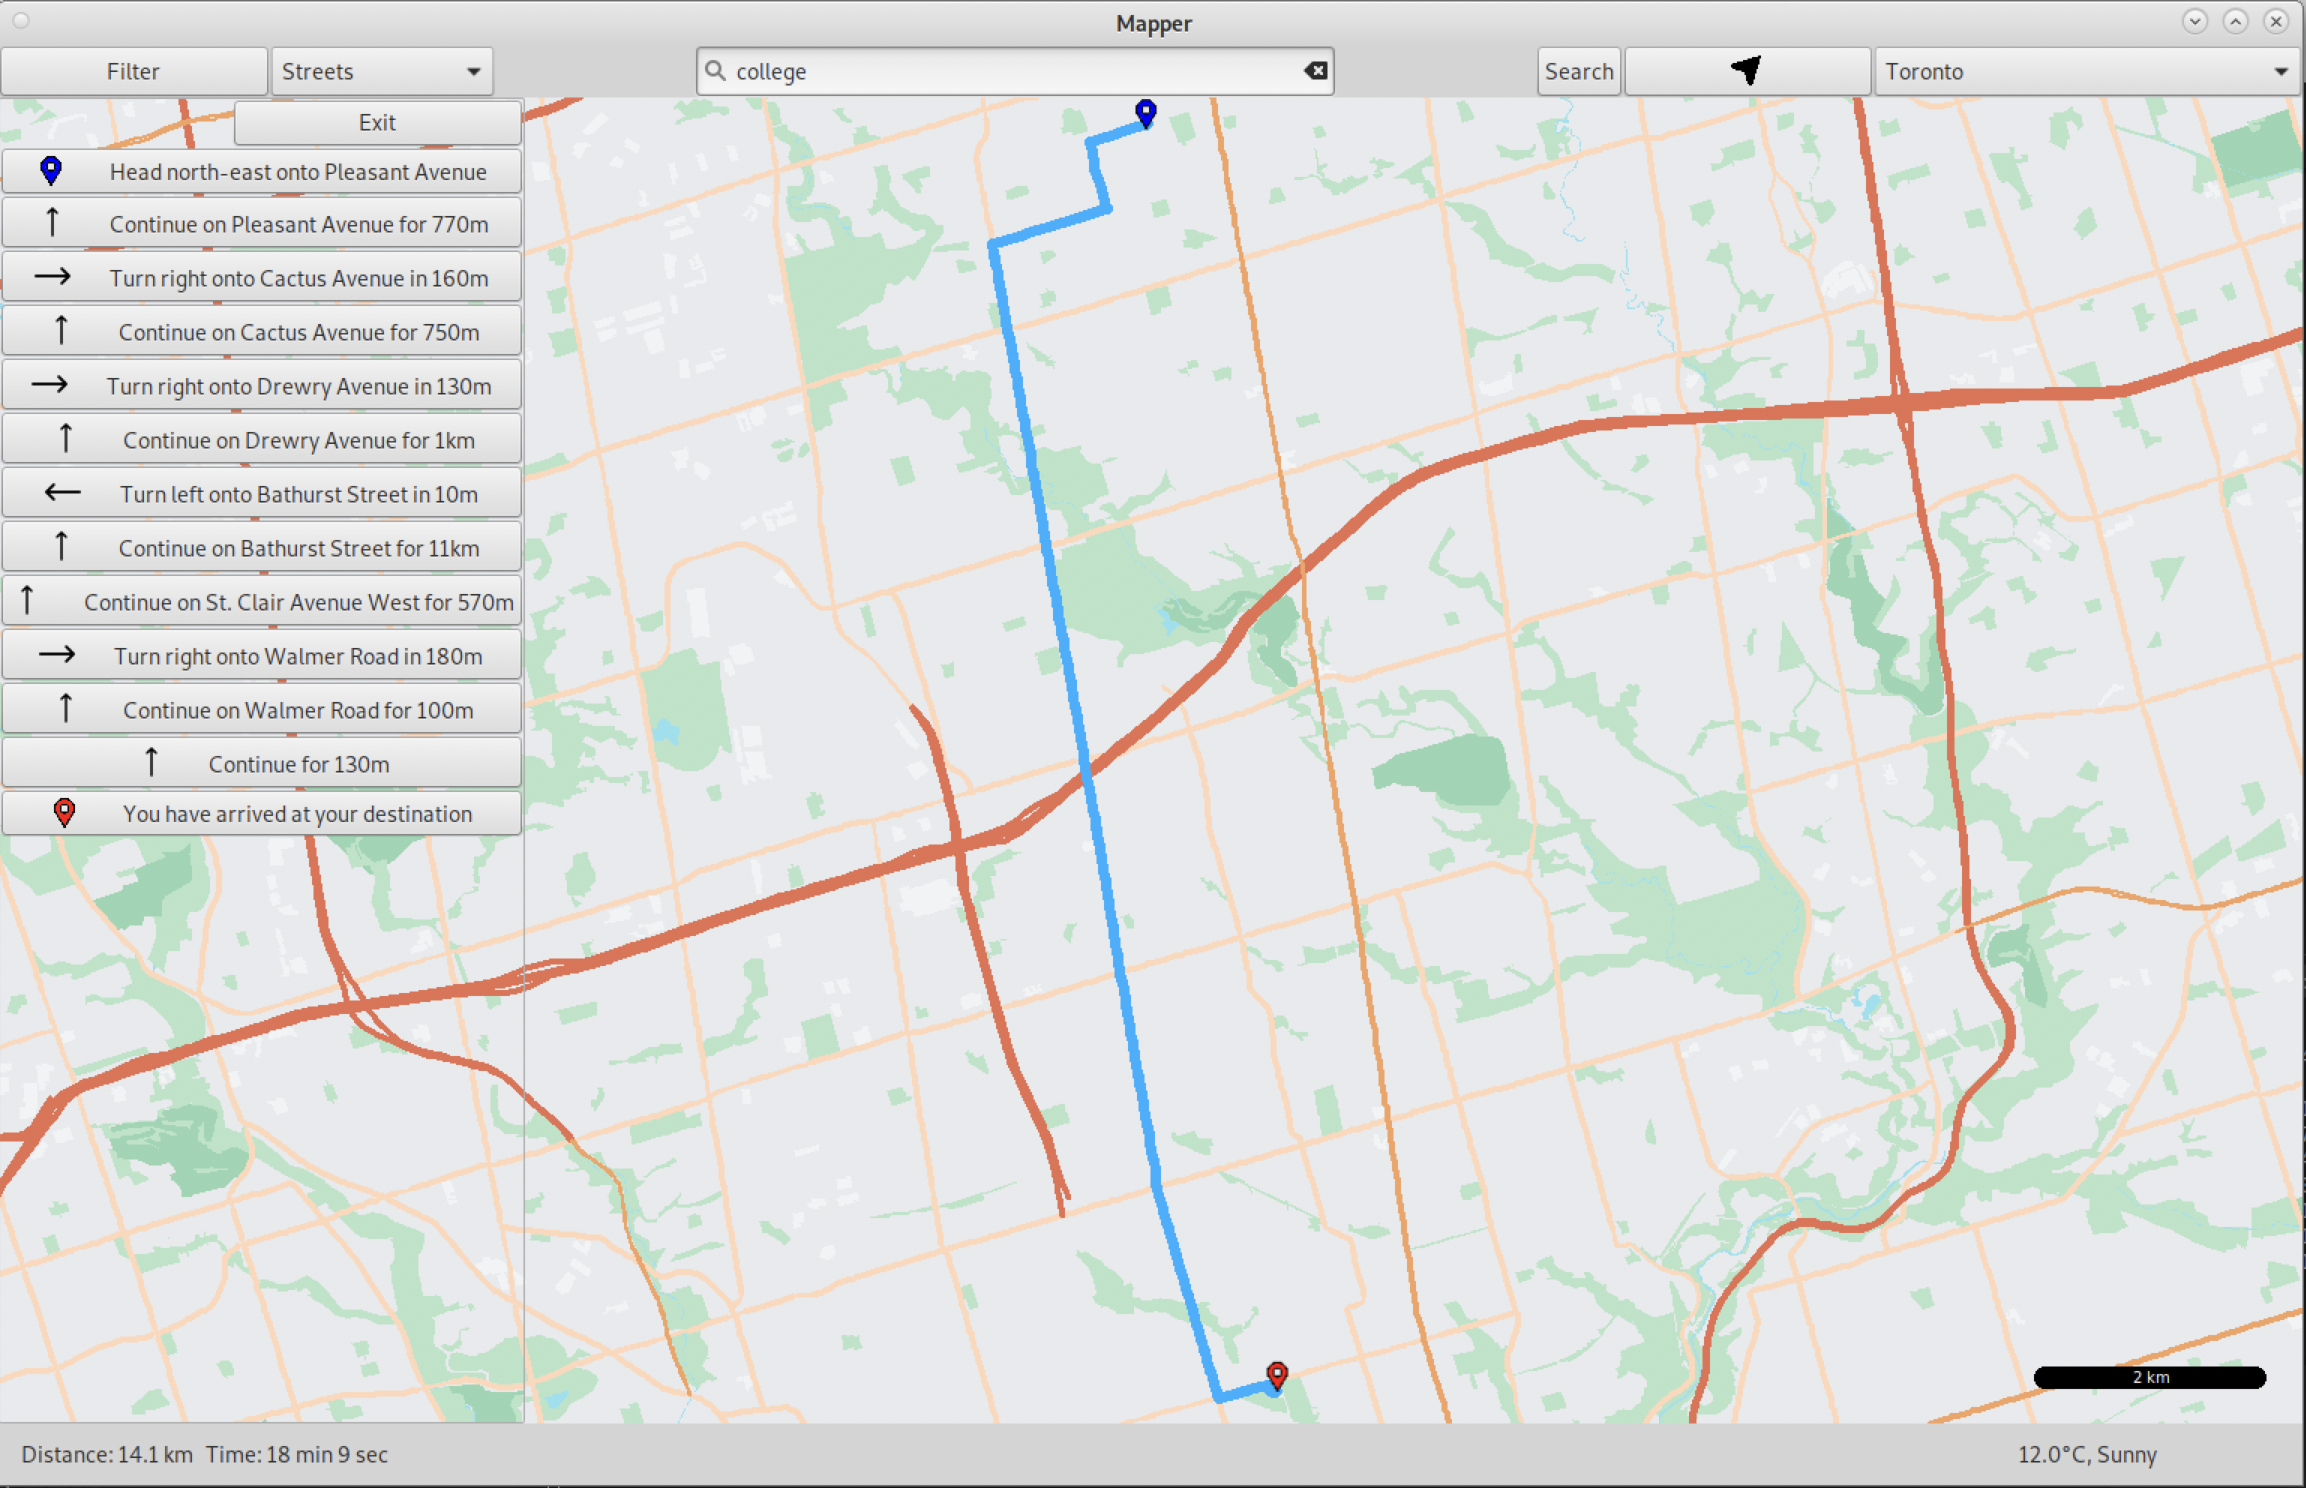 Mapper
Filter
Streets
college
Search
Toronto
Exit
Head north-east onto Pleasant Avenue
Continue on Pleasant Avenue for 770m
Turn right onto Cactus Avenue in 160m
Continue on Cactus Avenue for 750m
Turn right onto Drewry Avenue in 130m
Continue on Drewry Avenue for 1km
Turn left onto Bathurst Street in 10m
Continue on Bathurst Street for 11km
Continue on St. Clair Avenue West for 570m
Turn right onto Walmer Road in 180m
Continue on Walmer Road for 100m
Continue for 130m
You have arrived at your destination
2 km
Distance: 14.1 km Time: 18 min 9 sec
12.0°C, Sunny